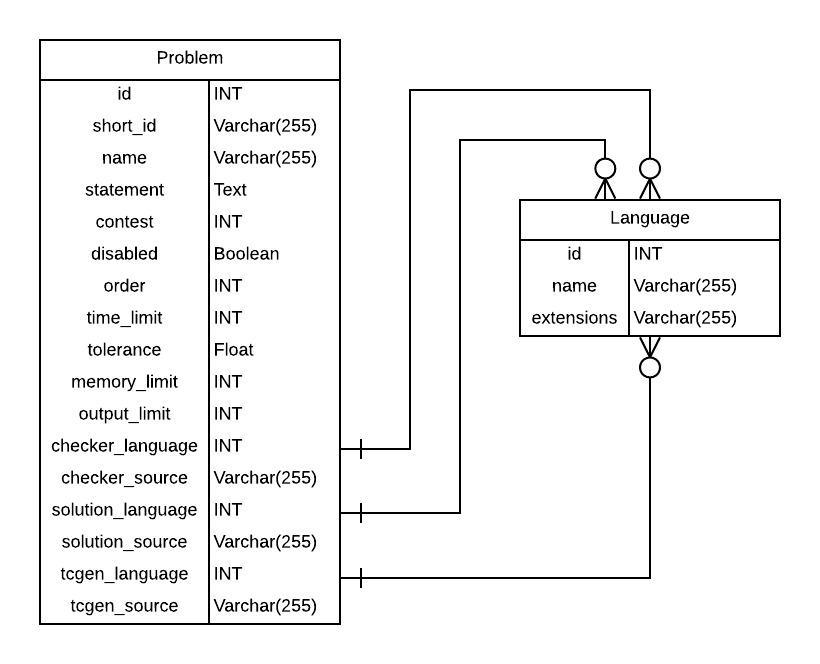 Problem
id INT
short_id Varchar(255)
name Varchar(255)
statement Text
contest INT
disabled Boolean
order INT
time_limit INT
tolerance Float
memory_limit INT
output_limit INT
checker_language INT
checker_source Varchar(255)
solution_language INT
solution_source Varchar(255)
tcgen_language INT
tcgen_source Varchar(255)
Language
id INT
name Varchar(255)
extensions Varchar(255)